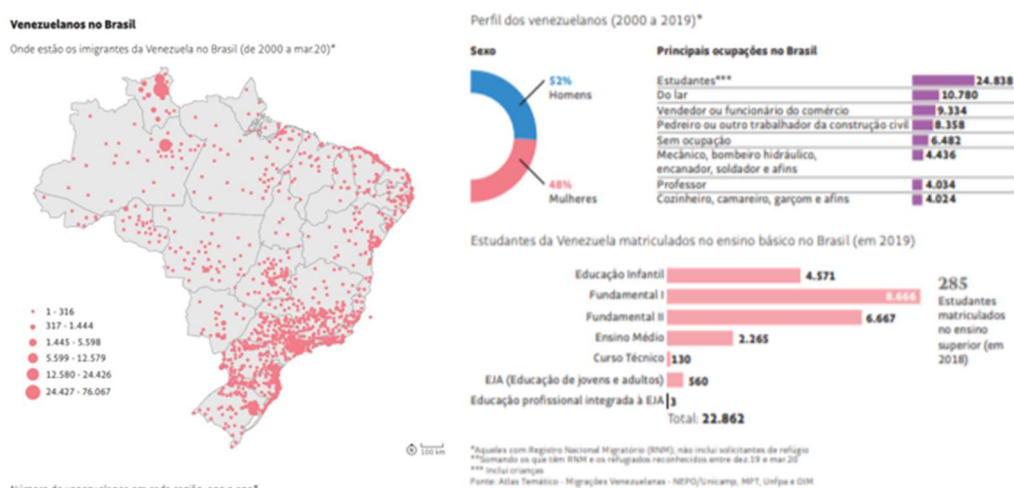 Venezuelanos no Brasil
Onde estão os imigrantes da Venezuela no Brasil (de 2000 a mar.20)*
1 - 316
317 - 1.444
1.445 - 5.598
5.599 - 12.579
12.580 - 24.426
24.427 - 76.067
100 km
Perfil dos venezuelanos (2000 a 2019)*
Sexo
52%
Homens
48%
Mulheres
Principais ocupações no Brasil
Estudantes*** 24.838
Do lar 10.780
Vendedor ou funcionário do comércio 9.334
Pedreiro ou outro trabalhador da construção civil 8.358
Sem ocupação 6.482
Mecânico, bombeiro hidráulico, 4.436
encanador, soldador e afins
Professor 4.034
Cozinheiro, camareiro, garçom e afins 4.024
Estudantes da Venezuela matriculados no ensino básico no Brasil (em 2019)
Educação Infantil 4.571
Fundamental I 8.666
Fundamental II 6.667
Ensino Médio 2.265
Curso Técnico 130
EJA (Educação de jovens e adultos) 560
Educação profissional integrada à EJA 3
Total: 22.862
285
Estudantes
matriculados
no ensino
superior (em
2018)
*Aqueles com Registro Nacional Migratório (RNM); não inclui solicitantes de refúgio
**Somando os que têm RNM e os refugiados reconhecidos entre dez.19 e mar.20
*** Inclui crianças
Fonte: Atlas Temático - Migrações Venezuelanas - NEPO/Unicamp, MPT, Unfpa e OIM